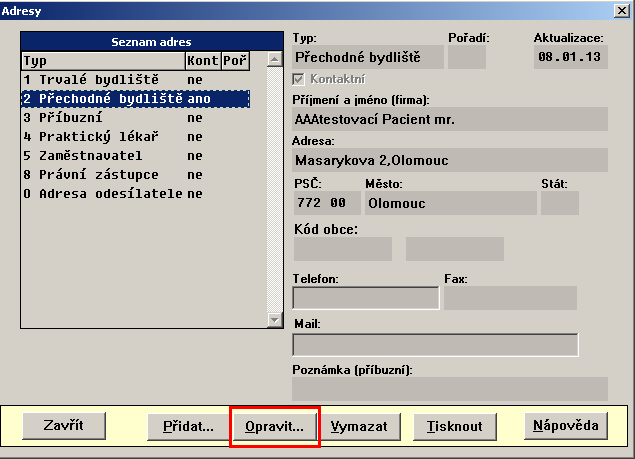 Adresy
Seznam adres
Typ Kont Poř
1 Trvalé bydliště ne
2 Přechodné bydliště ano
3 Příbuzní ne
4 Praktický lékař ne
5 Zaměstnavatel ne
8 Právní zástupce ne
0 Adresa odesílatele ne
Typ: Pořadí: Aktualizace:
Přechodné bydliště 08.01.13
Kontaktní
Příjmení a jméno (firma):
AAAtestovací Pacient mr.
Adresa:
Masarykova 2,Olomouc
PSČ: Město: Stát:
772 00 Olomouc
Kód obce:
Telefon: Fax:
Mail:
Poznámka (příbuzní):
Zavřít Přidat... Opravit... Vymazat Tisknout Nápověda